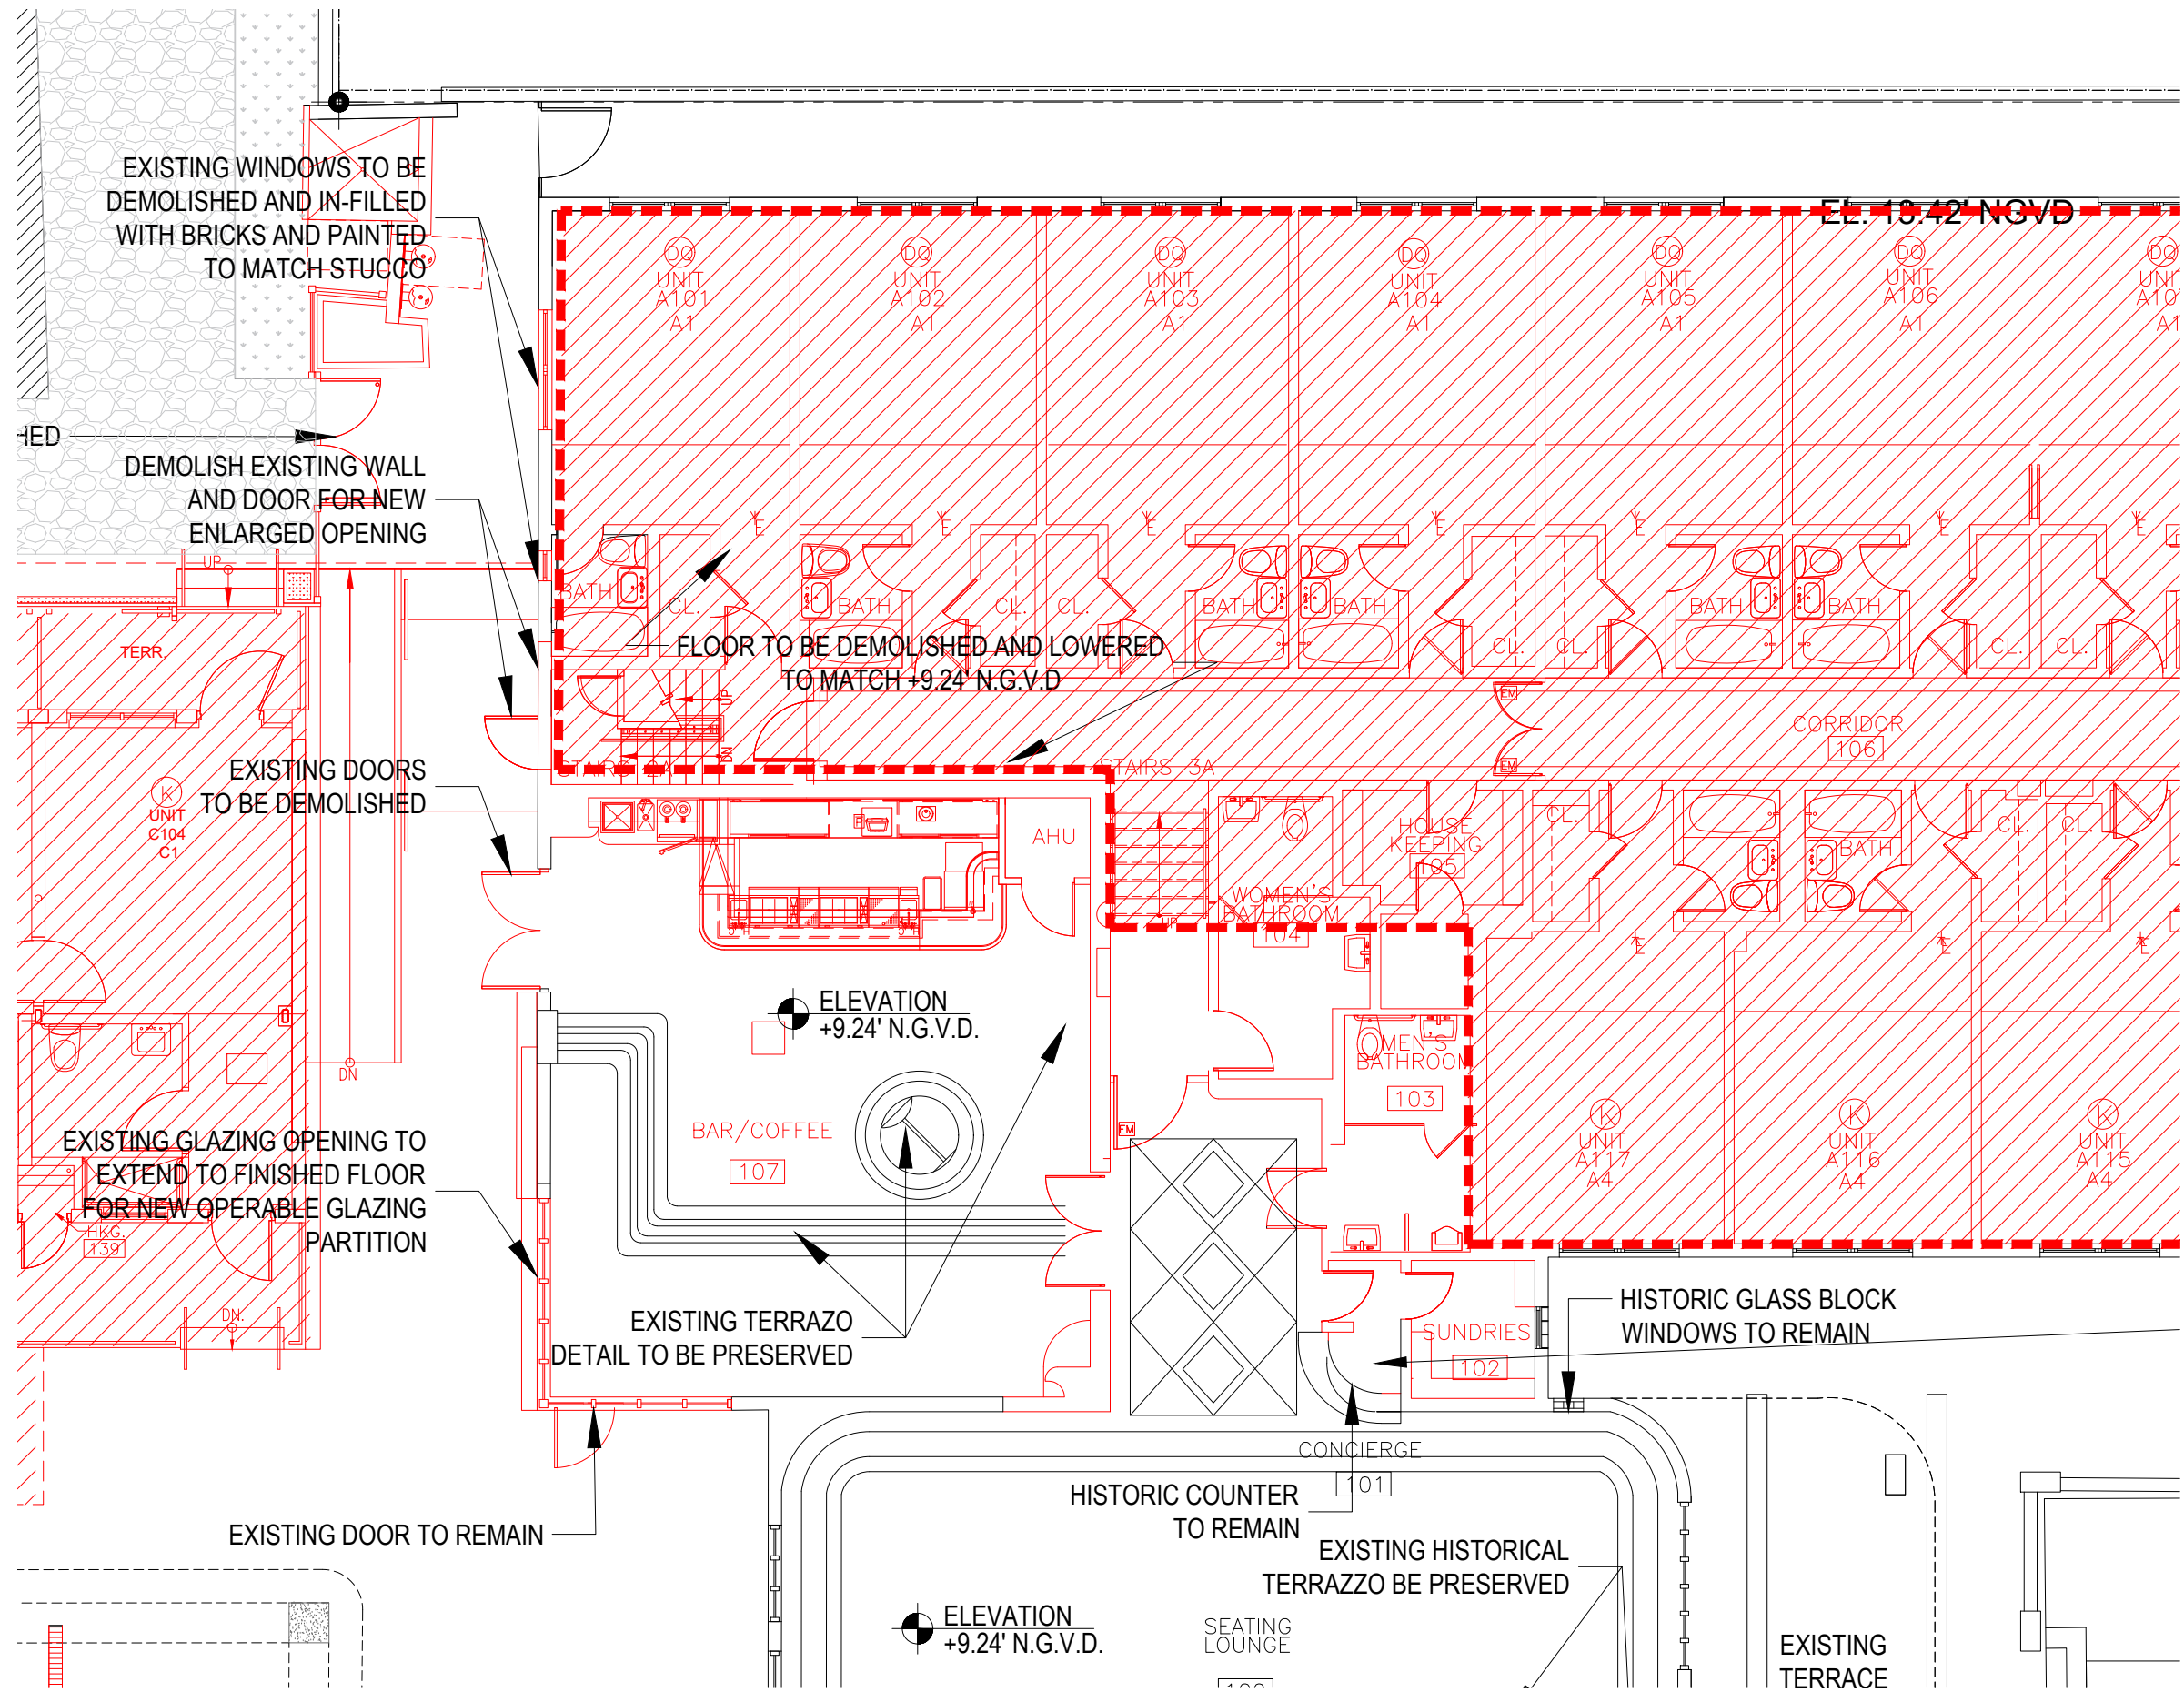 EXISTING WINDOWS TO BE
DEMOLISHED AND IN-FILLED
WITH BRICKS AND PAINTED
TO MATCH STUCCO
EL. 13.42' NGVD
DQ
UNIT
A101
A1
DQ
UNIT
A102
A1
DQ
UNIT
A103
A1
DQ
UNIT
A104
A1
DQ
UNIT
A105
A1
DQ
UNIT
A106
A1
DQ
DEMOLISH EXISTING WALL
AND DOOR FOR NEW
ENLARGED OPENING
UP
BATH
CL.
BATH
CL.
CL.
BATH
BATH
CL.
CL.
BATH
BATH
CL.
CL.
FLOOR TO BE DEMOLISHED AND LOWERED
TO MATCH +9.24' N.G.V.D
TERR.
UP
DN
EM
EM
CORRIDOR
106
STAIRS 2A
STAIRS 3A
EXISTING DOORS
TO BE DEMOLISHED
K
UNIT
C104
C1
AHU
UP
HOUSE
KEEPING
105
CL.
BATH
CL.
CL.
WOMEN'S
BATHROOM
104
ELEVATION
+9.24' N.G.V.D.
MEN'S
BATHROOM
103
DN
EM
BAR/COFFEE
107
K
UNIT
A117
A4
K
UNIT
A116
A4
K
UNIT
A115
A4
EXISTING GLAZING OPENING TO
EXTEND TO FINISHED FLOOR
FOR NEW OPERABLE GLAZING
PARTITION
HKG.
139
DN.
EXISTING TERRAZO
DETAIL TO BE PRESERVED
SUNDRIES
102
HISTORIC GLASS BLOCK
WINDOWS TO REMAIN
CONCIERGE
101
HISTORIC COUNTER
TO REMAIN
EXISTING DOOR TO REMAIN
EXISTING HISTORICAL
TERRAZZO BE PRESERVED
ELEVATION
+9.24' N.G.V.D.
SEATING
LOUNGE
EXISTING
TERRACE